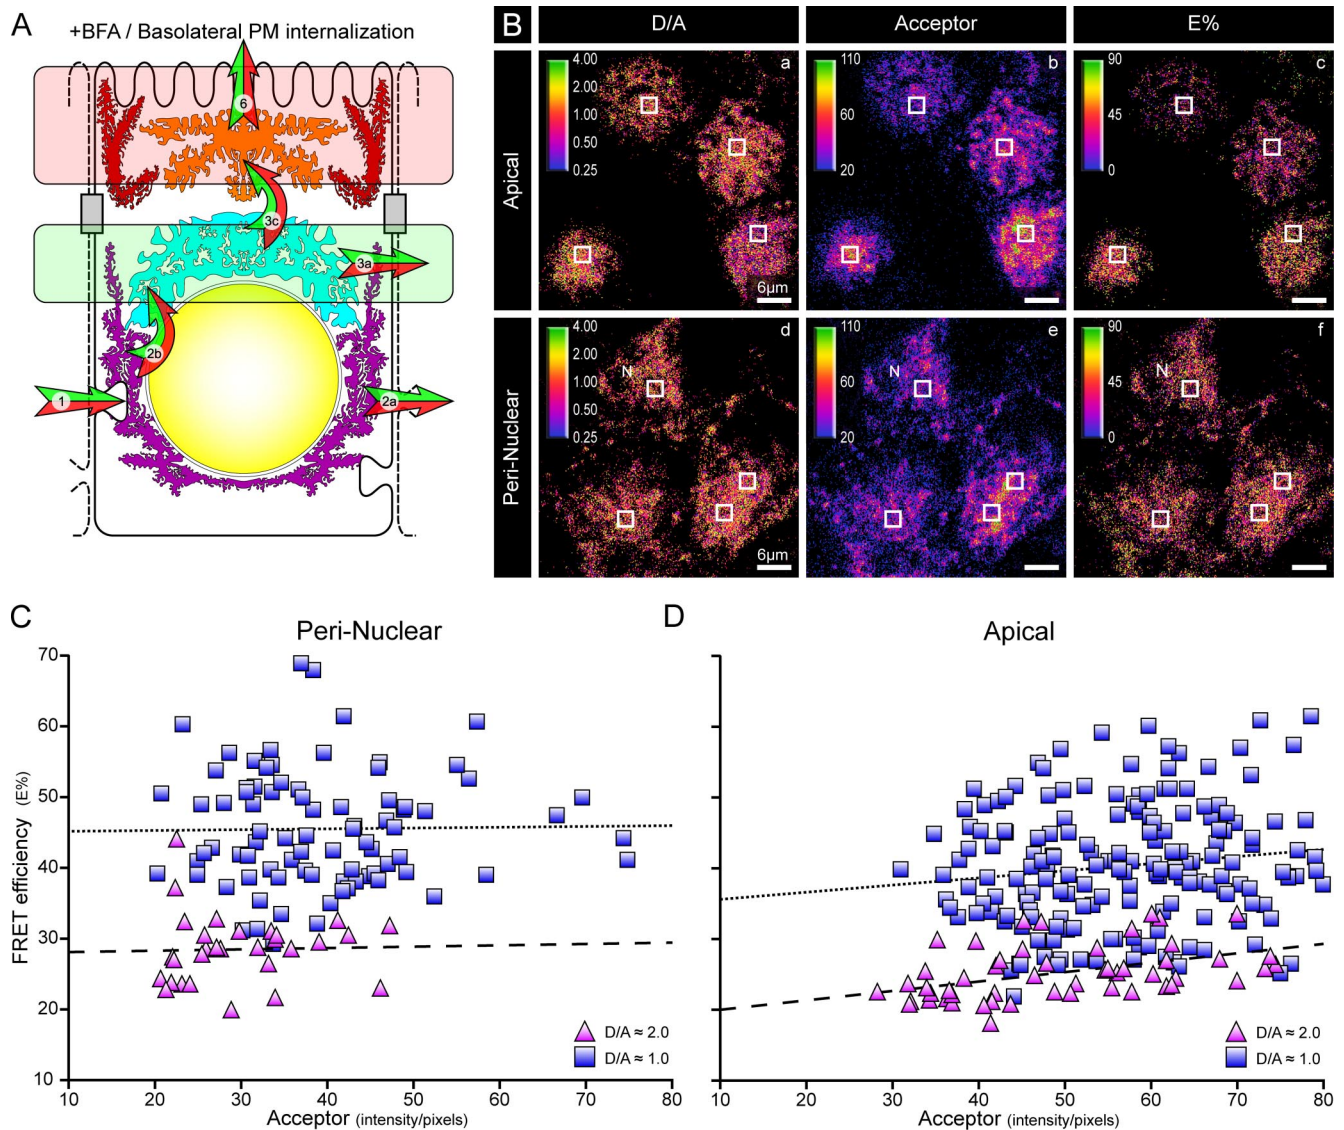 A
+BFA / Basolateral PM internalization
6
3c
3a
2b
1
2a
B
D/A
Acceptor
E%
Apical
4.00
2.00
1.00
0.50
0.25
a
6µm
110
60
20
b
90
45
0
c
Peri-Nuclear
4.00
2.00
1.00
0.50
0.25
N
d
6µm
110
60
20
N
e
90
45
0
N
f
C
Peri-Nuclear
FRET efficiency (E%)
70
60
50
40
30
20
10
D/A ≈ 2.0
D/A ≈ 1.0
10 20 30 40 50 60 70 80
Acceptor (intensity/pixels)
D
Apical
D/A ≈ 2.0
D/A ≈ 1.0
10 20 30 40 50 60 70 80
Acceptor (intensity/pixels)